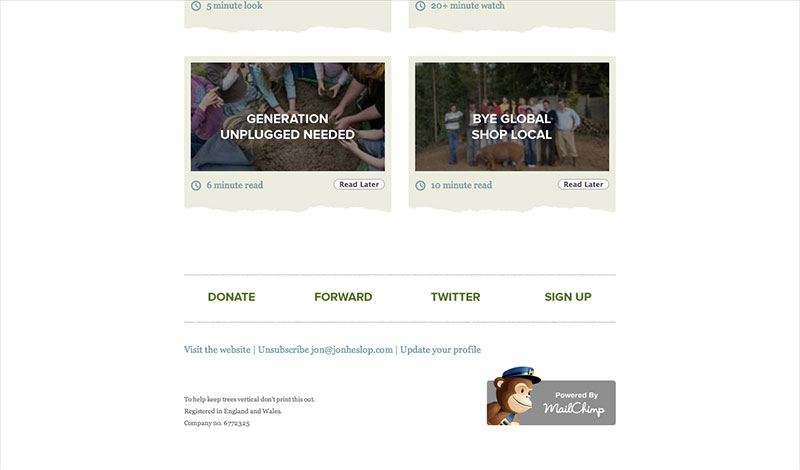 5 minute look
20+ minute watch
GENERATION
UNPLUGGED NEEDED
BYE GLOBAL
SHOP LOCAL
6 minute read
Read Later
10 minute read
Read Later
DONATE
FORWARD
TWITTER
SIGN UP
Visit the website | Unsubscribe jon@jonheslop.com | Update your profile
To help keep trees vertical don't print this out.
Registered in England and Wales.
Company no. 6772325
Powered By
MailChimp